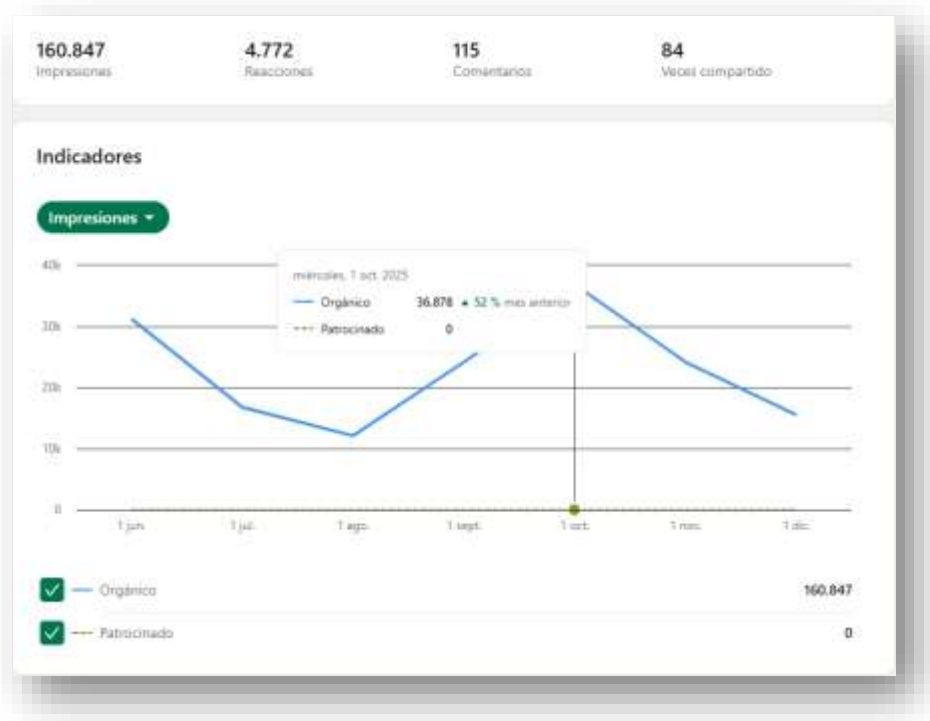 160.847 4.772 115 84
Impresiones Reacciones Comentarios Veces compartido
Indicadores
Impresiones
40k
miércoles, 1 oct. 2025
Orgánico 36.878 ▲ 52 % mes anterior
30k
Patrocinado 0
20k
10k
0
1 jun. 1 jul. 1 ago. 1 sept. 1 oct. 1 nov. 1 dic.
Orgánico 160.847
Patrocinado 0